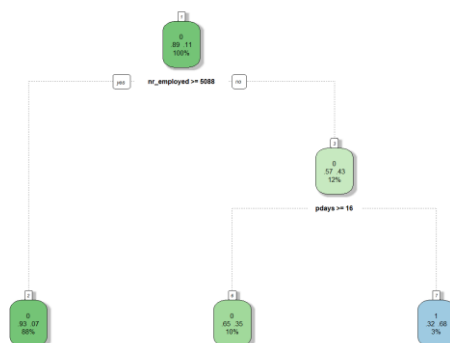 1
0
.89 .11
100%
yes nr_employed >= 5088 no
3
0
.57 .43
12%
pdays >= 16
2 6 7
0 0 1
.93 .07 .65 .35 .32 .68
88% 10% 3%